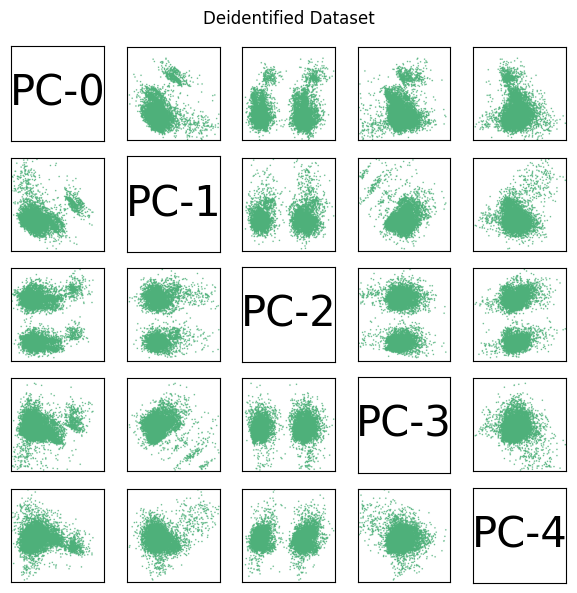 Deidentified Dataset
PC-0
PC-1
PC-2
PC-3
PC-4